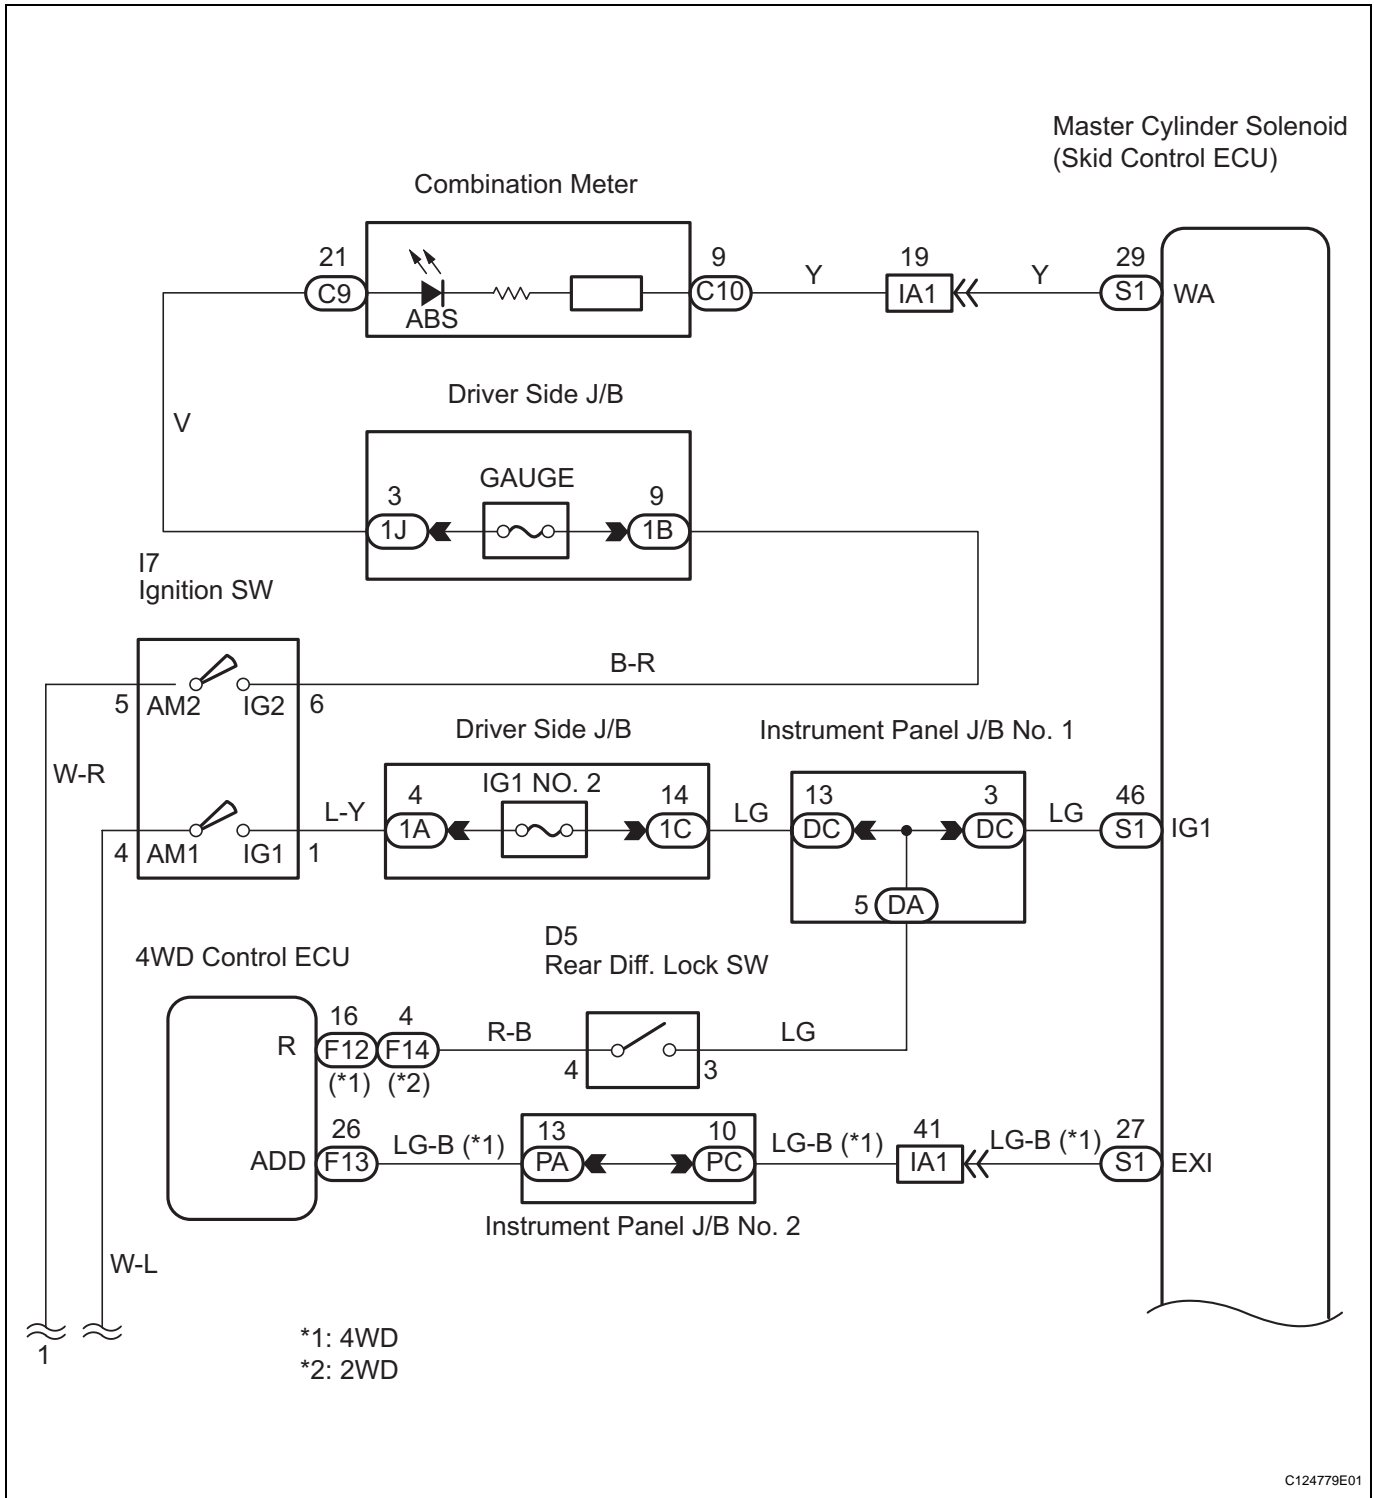 Master Cylinder Solenoid
(Skid Control ECU)
Combination Meter
21
9
19
29
C9
ABS
C10
Y
IA1
Y
S1
WA
Driver Side J/B
V
GAUGE
3
9
1J
1B
I7
Ignition SW
B-R
5
AM2
IG2
6
Driver Side J/B
Instrument Panel J/B No. 1
W-R
L-Y
4
IG1 NO. 2
14
LG
13
3
LG
46
1A
1C
DC
DC
S1
IG1
4
AM1
IG1
1
5
DA
D5
Rear Diff. Lock SW
4WD Control ECU
16
4
R
F12
F14
R-B
LG
(*1)
(*2)
4
3
26
LG-B (*1)
13
10
LG-B (*1)
41
LG-B (*1)
27
ADD
F13
PA
PC
IA1
S1
EXI
Instrument Panel J/B No. 2
W-L
1
*1: 4WD
*2: 2WD
C124779E01